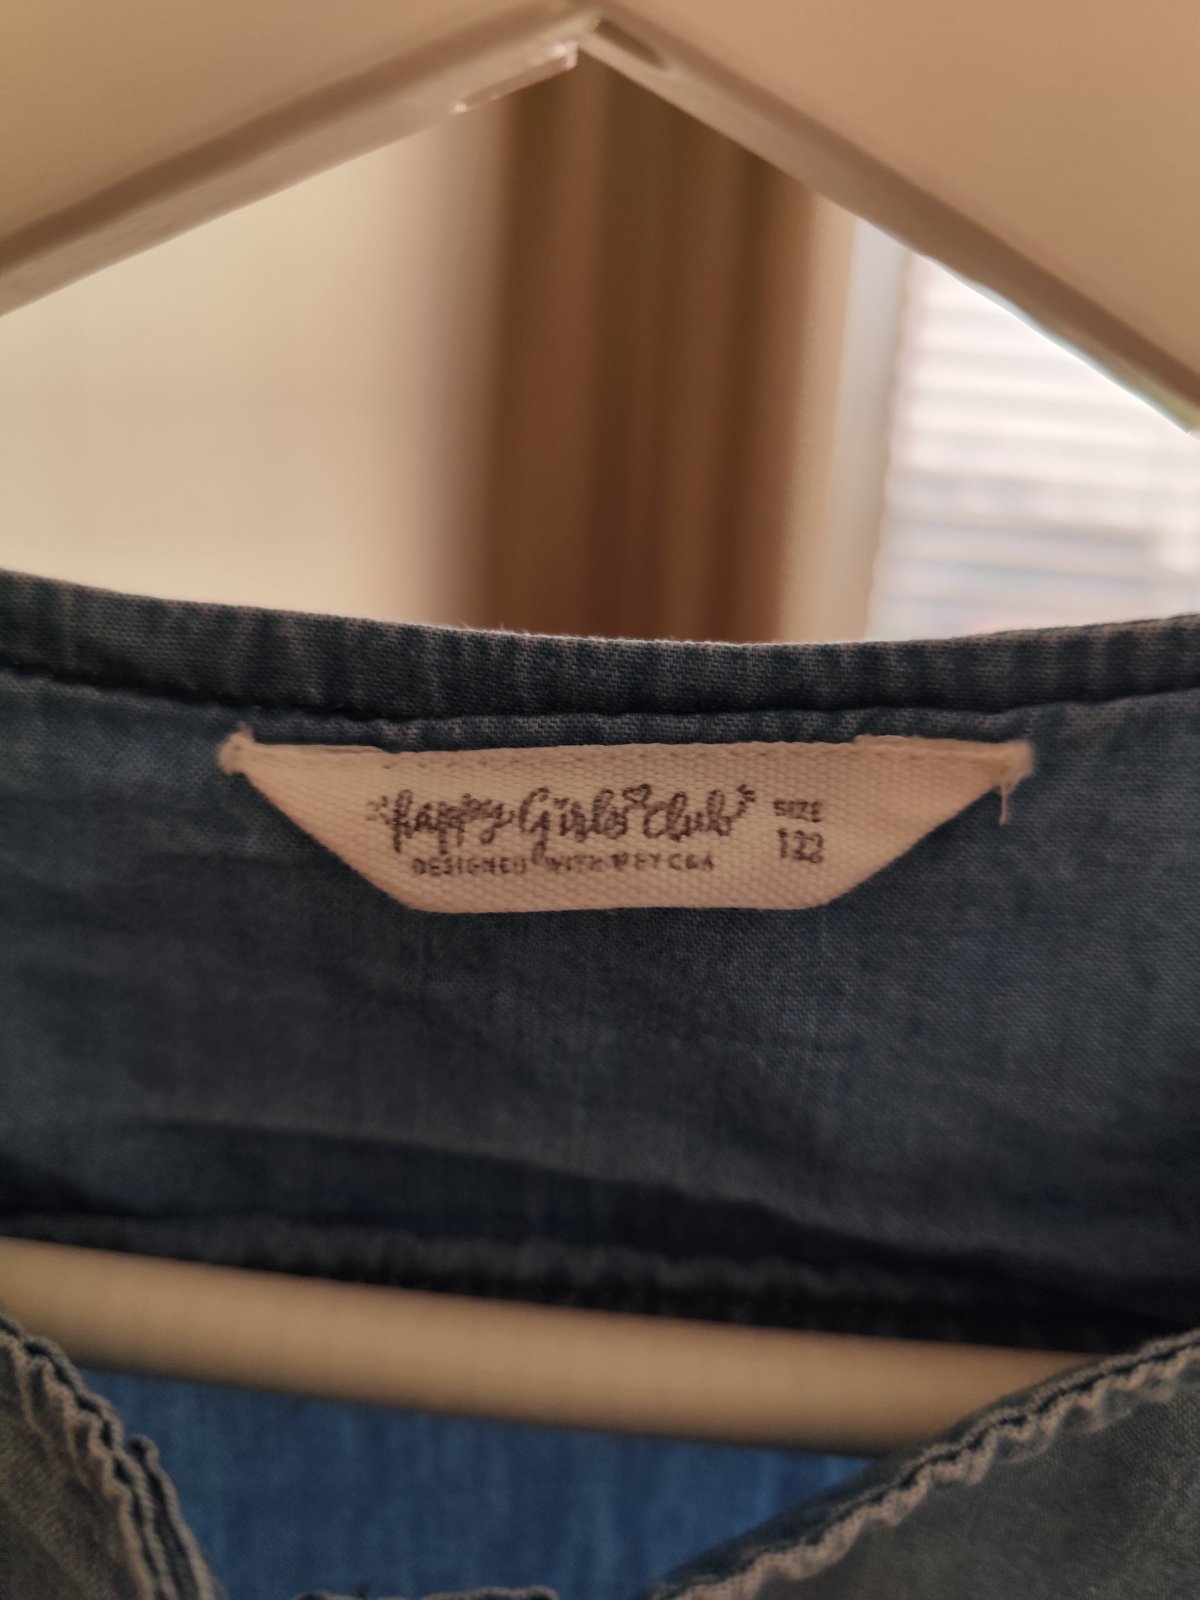 happy Girls Club
SIZE
DESIGNED WITH ♥ BY C&A
122